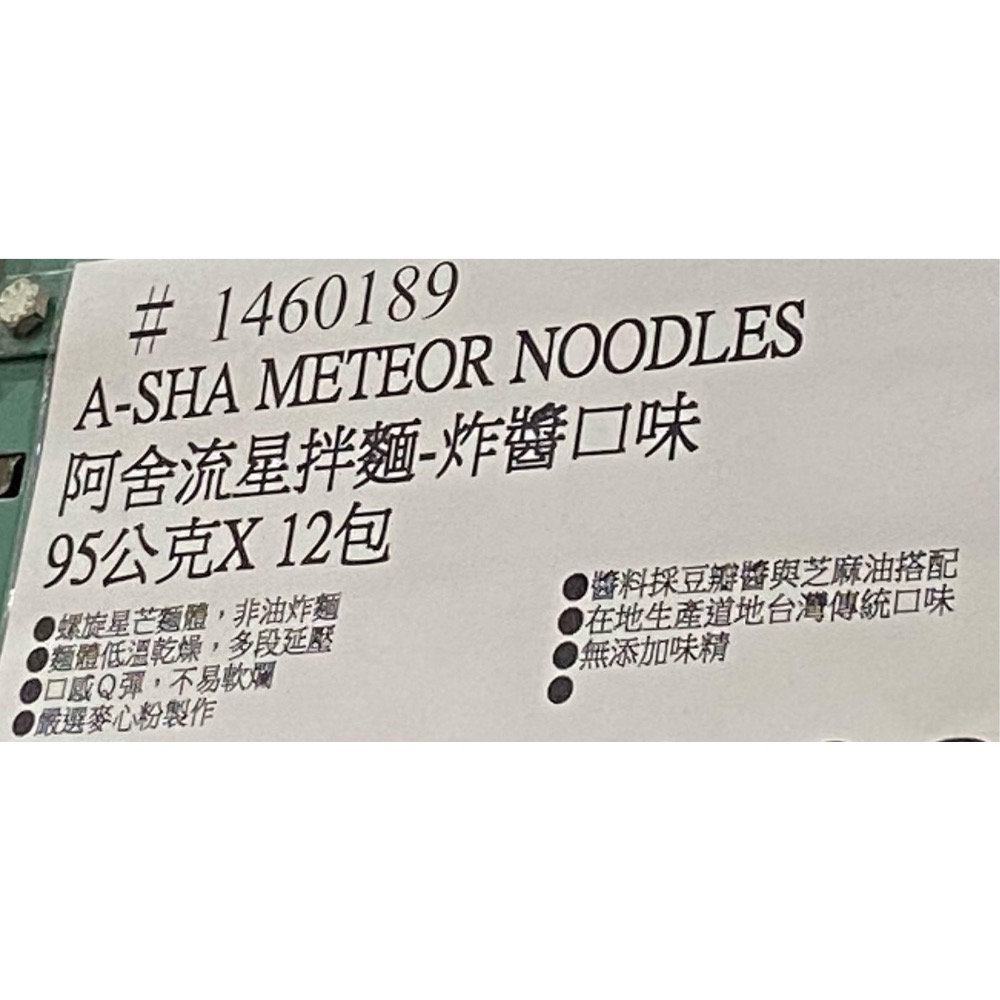 # 1460189
A-SHA METEOR NOODLES
阿舍流星拌麵-炸醬口味
95公克X 12包
●螺旋星芒麵體，非油炸麵
●麵體低溫乾燥，多段延壓
●口感Q彈，不易軟爛
●嚴選麥心粉製作
●醬料採豆瓣醬與芝麻油搭配
●在地生產道地台灣傳統口味
●無添加味精
●